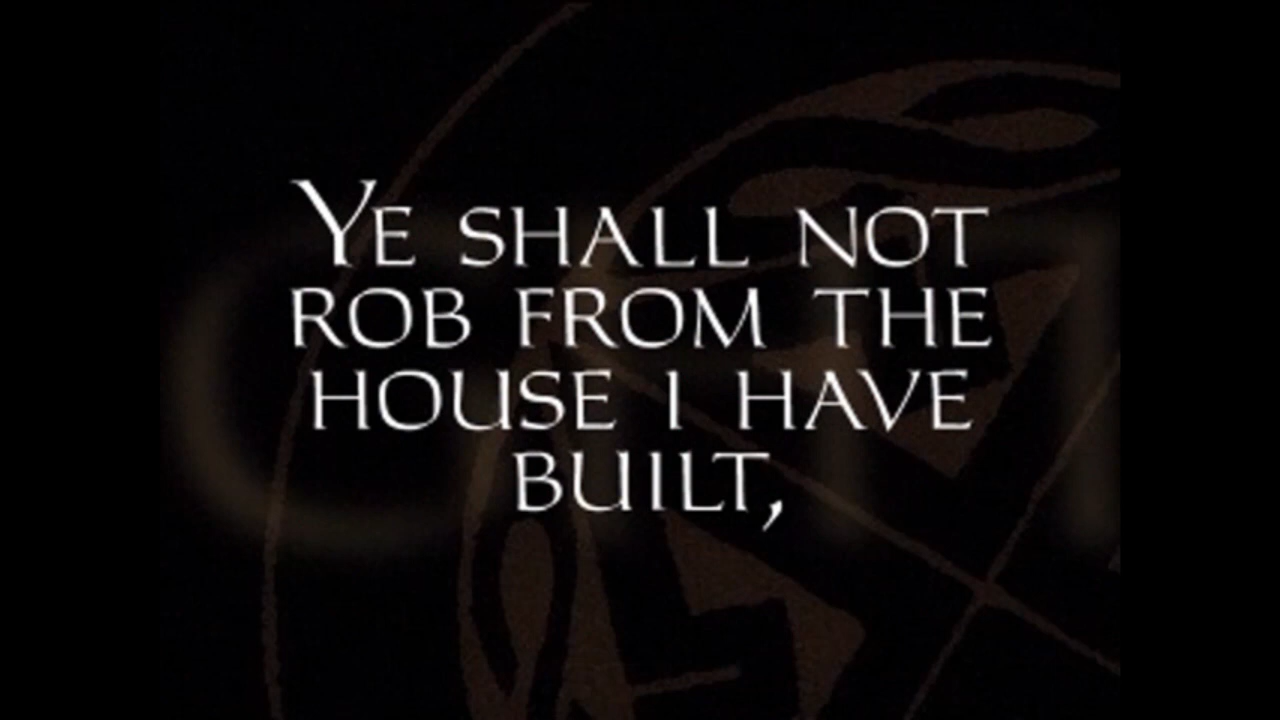 Ye shall not
rob from the
house I have
built,